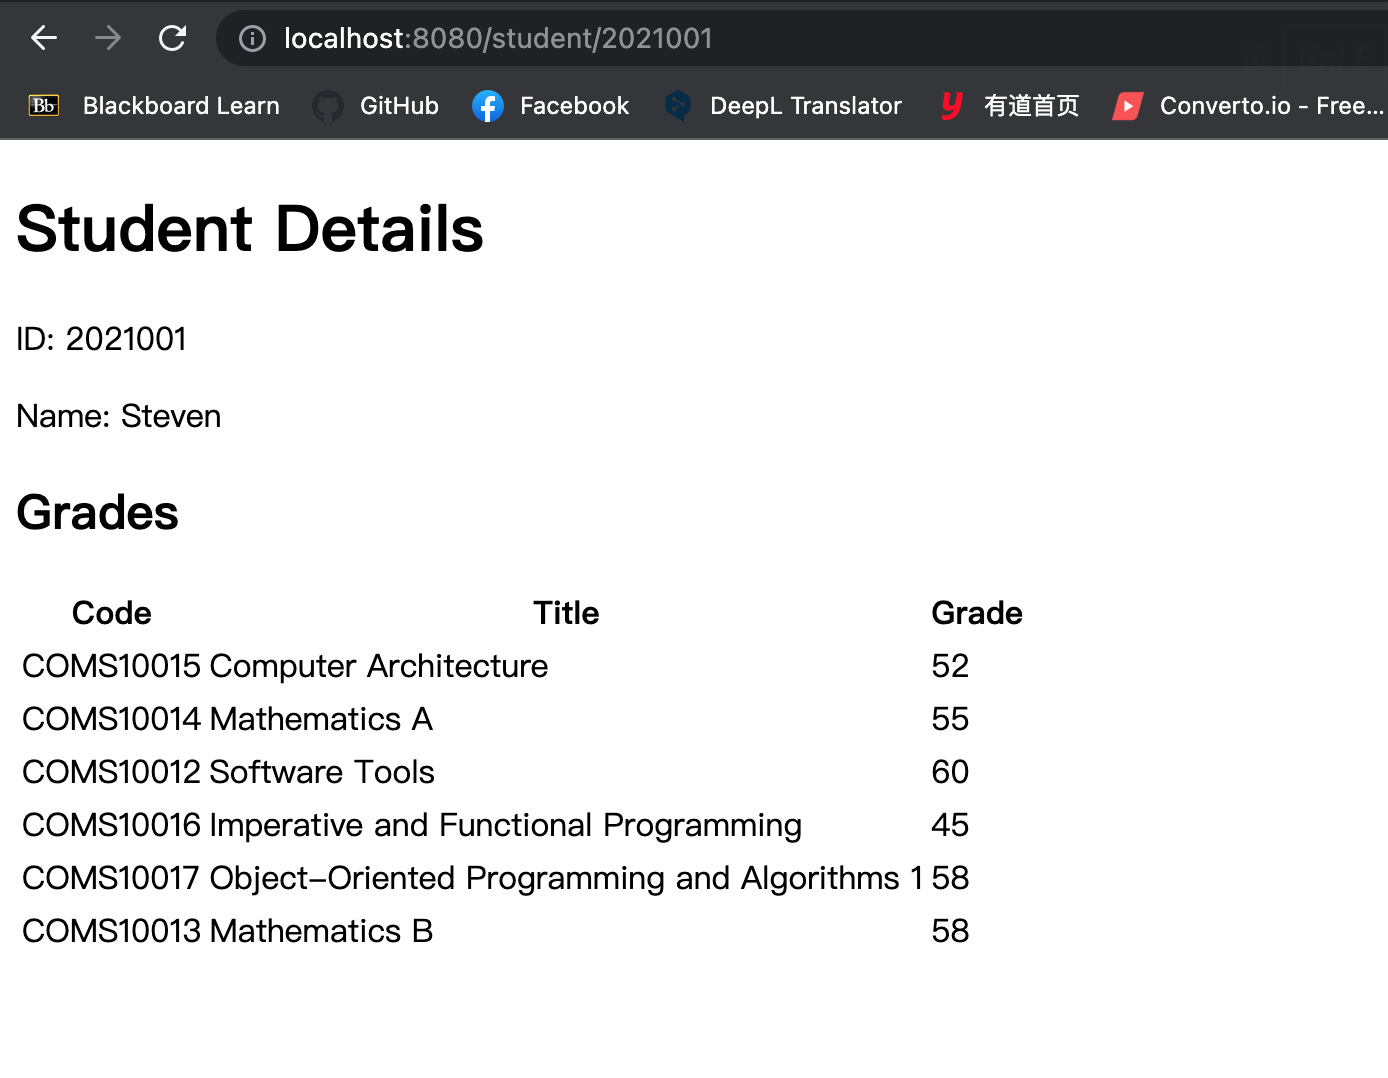 localhost:8080/student/2021001
Bb Blackboard Learn GitHub Facebook DeepL Translator y 有道首页 Converto.io - Free...
Student Details
ID: 2021001
Name: Steven
Grades
Code Title Grade
COMS10015 Computer Architecture 52
COMS10014 Mathematics A 55
COMS10012 Software Tools 60
COMS10016 Imperative and Functional Programming 45
COMS10017 Object-Oriented Programming and Algorithms 1 58
COMS10013 Mathematics B 58